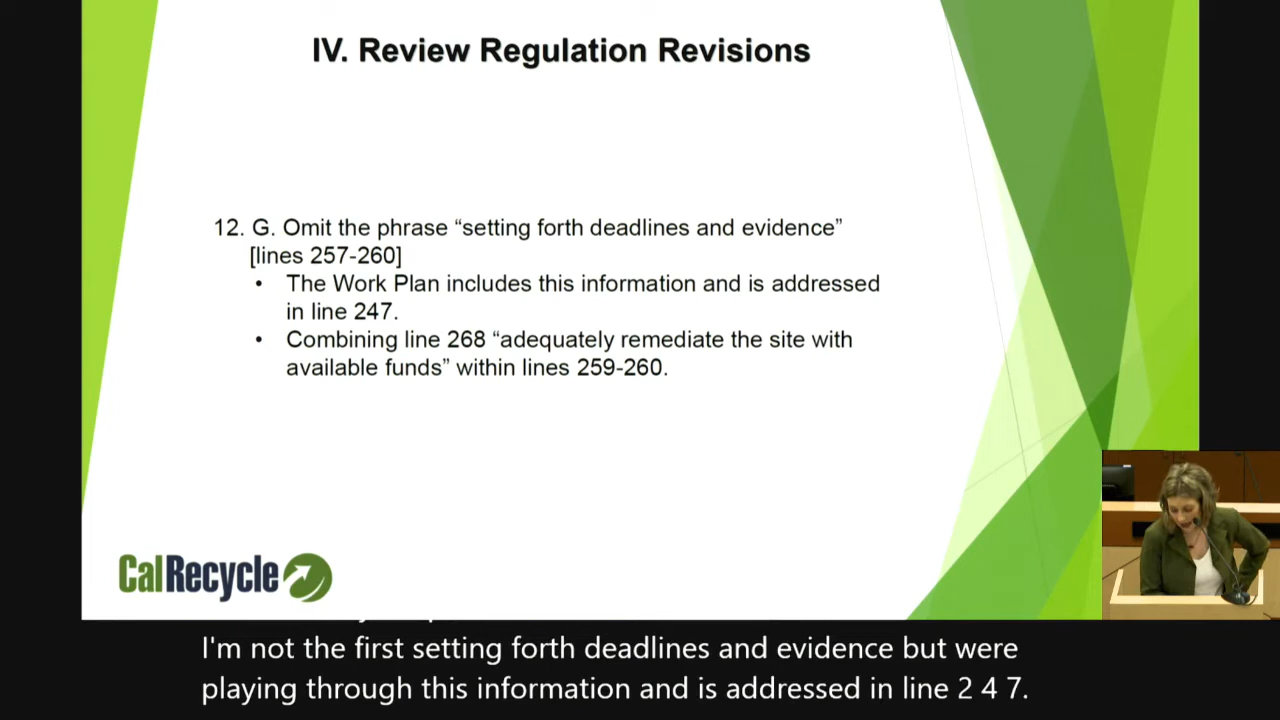 IV. Review Regulation Revisions
12. G. Omit the phrase “setting forth deadlines and evidence”
[lines 257-260]
• The Work Plan includes this information and is addressed
in line 247.
• Combining line 268 “adequately remediate the site with
available funds” within lines 259-260.
CalRecycle
I'm not the first setting forth deadlines and evidence but were
playing through this information and is addressed in line 2 4 7.